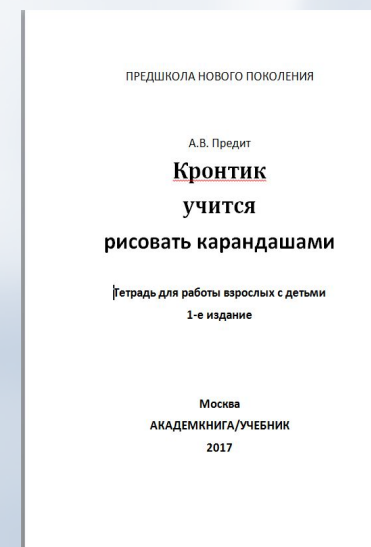 ПРЕДШКОЛА НОВОГО ПОКОЛЕНИЯ
А.В. Предит
Кронтик
учится
рисовать карандашами
Тетрадь для работы взрослых с детьми
1-е издание
Москва
АКАДЕМКНИГА/УЧЕБНИК
2017